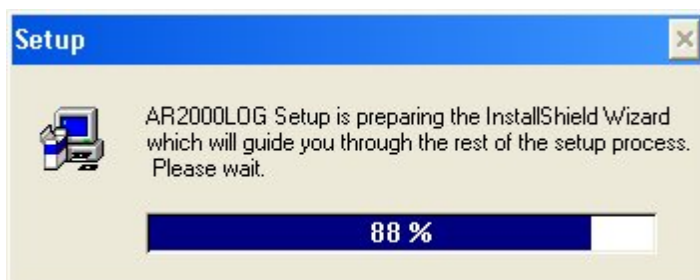 Setup
AR2000LOG Setup is preparing the InstallShield Wizard
which will guide you through the rest of the setup process.
Please wait.
88 %